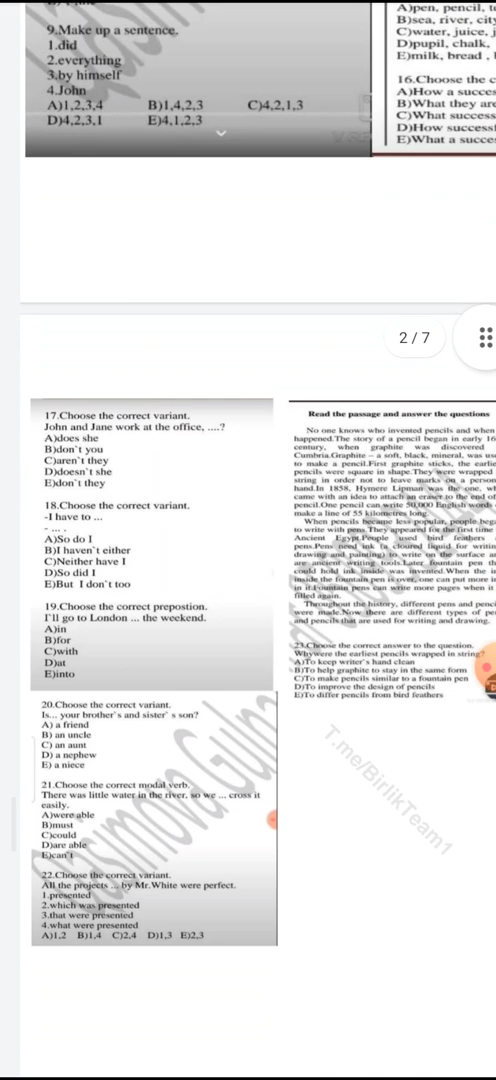 9.Make up a sentence.
1.did
2.everything
3.by himself
4.John
A)1,2,3,4 B)1,4,2,3 C)4,2,1,3
D)4,2,3,1 E)4,1,2,3
A)pen, pencil, t
B)sea, river, city
C)water, juice, j
D)pupil, chalk,
E)milk, bread ,
16.Choose the c
A)How a succes
B)What they are
C)What success
D)How successf
E)What a succe
2 / 7
17.Choose the correct variant.
John and Jane work at the office, ....?
A)does she
B)don't you
C)aren't they
D)doesn't she
E)don't they
18.Choose the correct variant.
-I have to ...
- ... .
A)So do I
B)I haven`t either
C)Neither have I
D)So did I
E)But I don't too
19.Choose the correct prepostion.
I'll go to London ... the weekend.
A)in
B)for
C)with
D)at
E)into
20.Choose the correct variant.
Is... your brother`s and sister` s son?
A) a friend
B) an uncle
C) an aunt
D) a nephew
E) a niece
21.Choose the correct modal verb.
There was little water in the river, so we ... cross it
easily.
A)were able
B)must
C)could
D)are able
E)can't
22.Choose the correct variant.
All the projects ... by Mr.White were perfect.
1.presented
2.which was presented
3.that were presented
4.what were presented
A)1,2 B)1,4 C)2,4 D)1,3 E)2,3
Read the passage and answer the questions
No one knows who invented pencils and when
happened.The story of a pencil began in early 16
century, when graphite was discovered
Cumbria.Graphite – a soft, black, mineral, was us
to make a pencil.First graphite sticks, the earlie
pencils were square in shape.They were wrapped
string in order not to leave marks on a person
hand.In 1858, Hymere Lipman was the one, wh
came with an idea to attach an eraser to the end of
pencil.One pencil can write 50,000 English words
make a line of 55 kilometres long.
When pencils became less popular, people bega
to write with pens.They appeared for the first time
Ancient Egypt.People used bird feathers
pens.Pens need ink (a cloured liquid for writin
drawing and painting) to write on the surface an
are ancient writing tools.Later fountain pen th
could hold ink inside was invented.When the in
inside the fountain pen is over, one can put more i
in it.Fountain pens can write more pages when it
filled again.
Throughout the history, different pens and penci
were made.Now there are different types of pe
and pencils that are used for writing and drawing.
23.Choose the correct answer to the question.
Whywere the earliest pencils wrapped in string?
A)To keep writer's hand clean
B)To help graphite to stay in the same form
C)To make pencils similar to a fountain pen
D)To improve the design of pencils
E)To differ pencils from bird feathers
T.me/BirlikTeam1